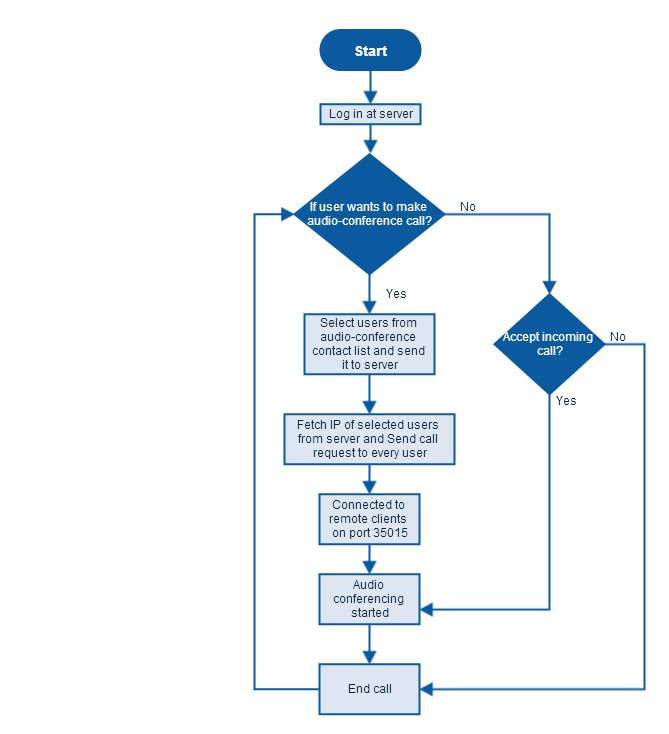 Start
Log in at server
If user wants to make
audio-conference call?
No
Yes
Select users from
audio-conference
contact list and send
it to server
Accept incoming
call?
No
Yes
Fetch IP of selected users
from server and Send call
request to every user
Connected to
remote clients
on port 35015
Audio
conferencing
started
End call